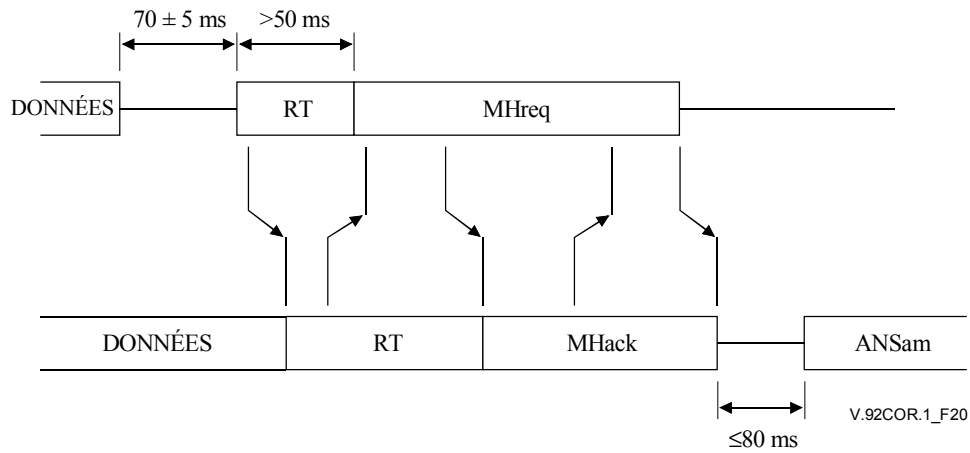 70 ± 5 ms
>50 ms
DONNÉES
RT
MHreq
DONNÉES
RT
MHack
ANSam
V.92COR.1_F20
≤80 ms